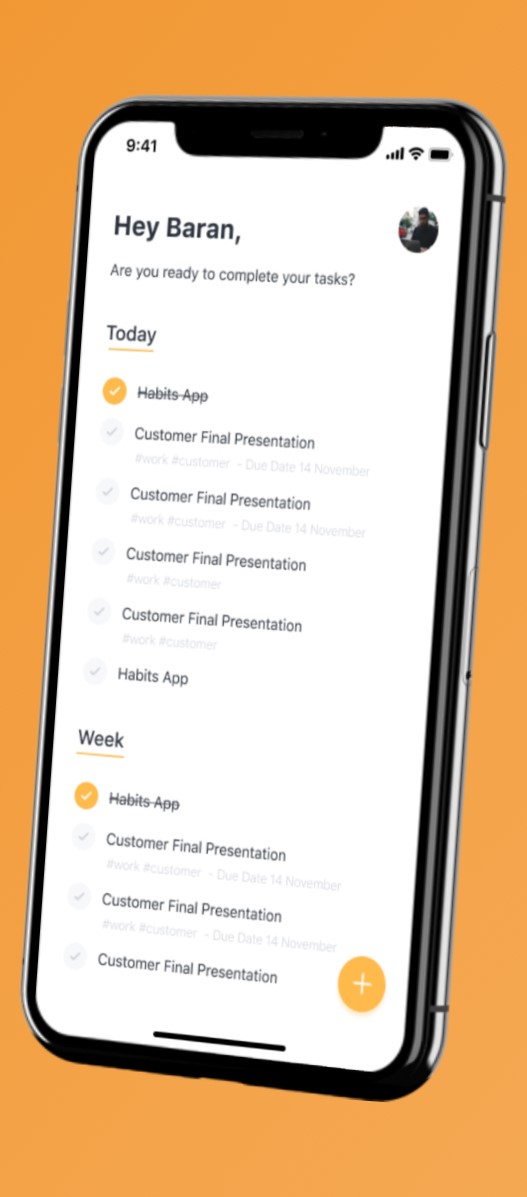 9:41
Hey Baran,
Are you ready to complete your tasks?
Today
Habits App
Customer Final Presentation
#work #customer - Due Date 14 November
Customer Final Presentation
#work #customer - Due Date 14 November
Customer Final Presentation
#work #customer
Customer Final Presentation
#work #customer
Habits App
Week
Habits App
Customer Final Presentation
#work #customer - Due Date 14 November
Customer Final Presentation
#work #customer - Due Date 14 November
Customer Final Presentation